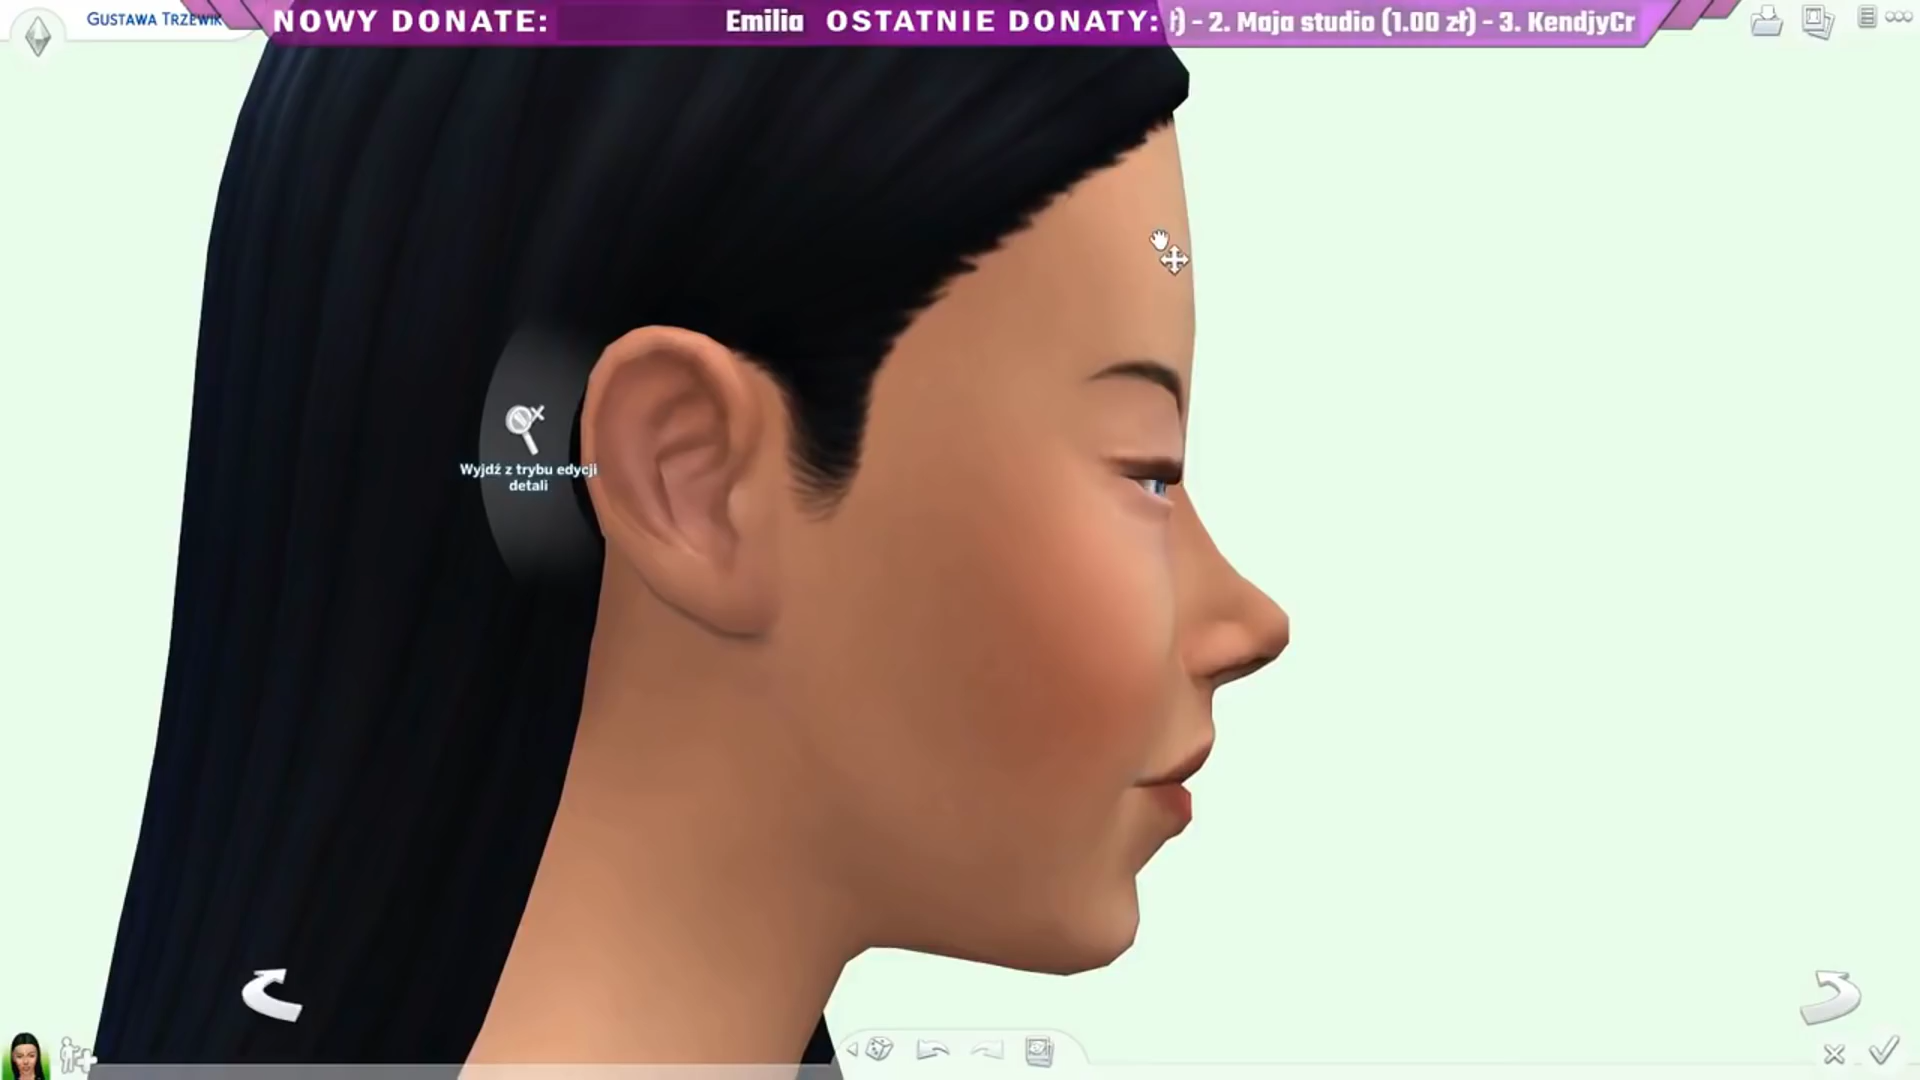 GUSTAWA TRZEWIK
NOWY DONATE: Emilia OSTATNIE DONATY: ł) - 2. Maja studio (1.00 zł) - 3. KendjyCr
Wyjdź z trybu edycji
detali